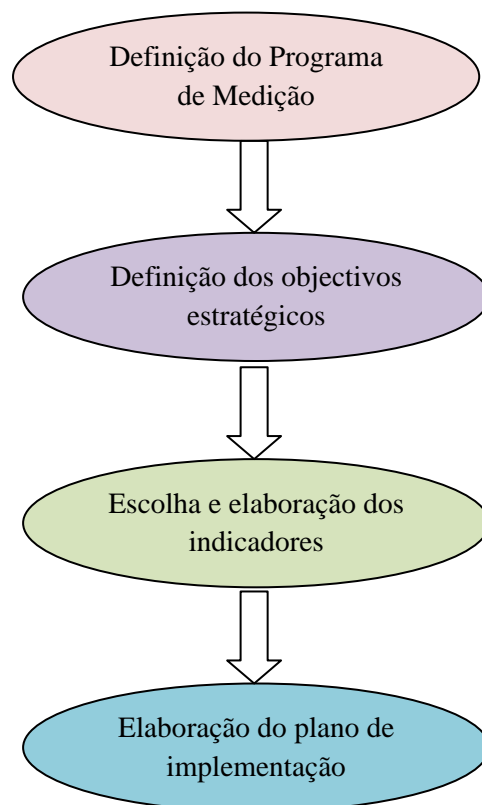 Definição do Programa
de Medição
Definição dos objectivos
estratégicos
Escolha e elaboração dos
indicadores
Elaboração do plano de
implementação